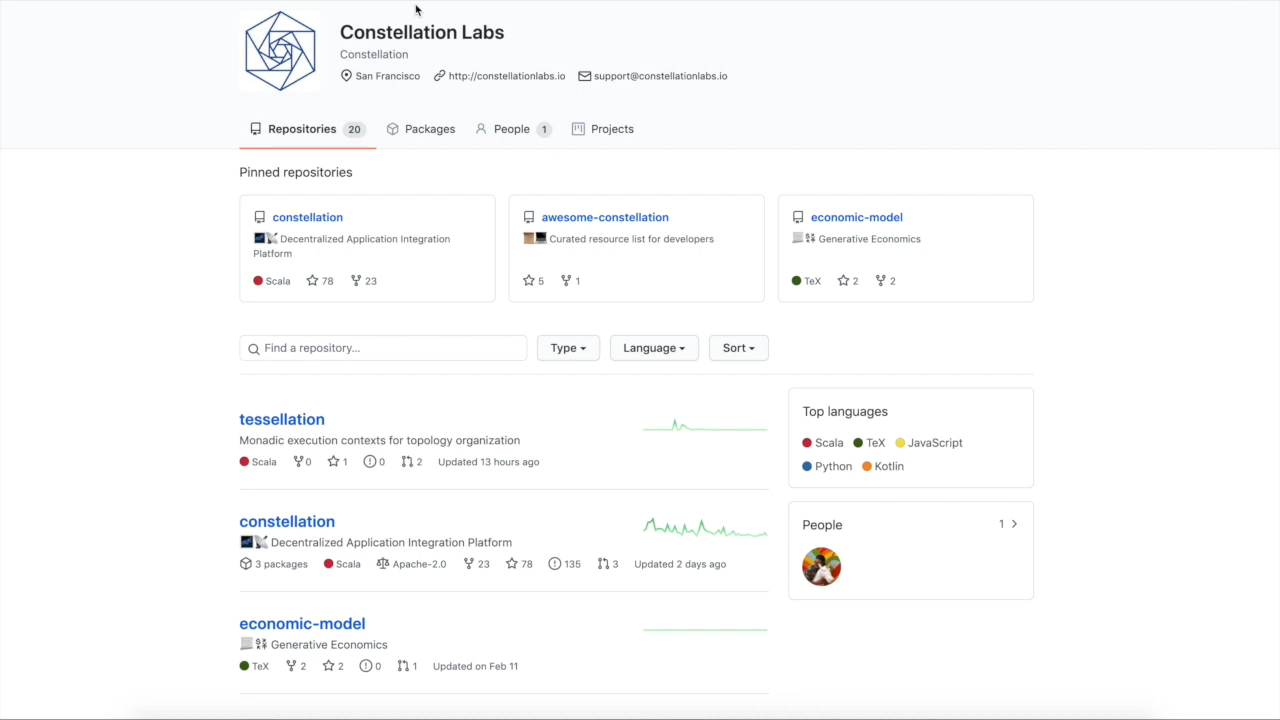 Constellation Labs
Constellation
San Francisco http://constellationlabs.io support@constellationlabs.io
Repositories 20 Packages People 1 Projects
Pinned repositories
constellation
Decentralized Application Integration
Platform
Scala 78 23
awesome-constellation
Curated resource list for developers
5 1
economic-model
Generative Economics
TeX 2 2
Find a repository... Type Language Sort
tessellation
Monadic execution contexts for topology organization
Scala 0 1 0 2 Updated 13 hours ago
constellation
Decentralized Application Integration Platform
3 packages Scala Apache-2.0 23 78 135 3 Updated 2 days ago
economic-model
Generative Economics
TeX 2 2 0 1 Updated on Feb 11
Top languages
Scala TeX JavaScript
Python Kotlin
People 1